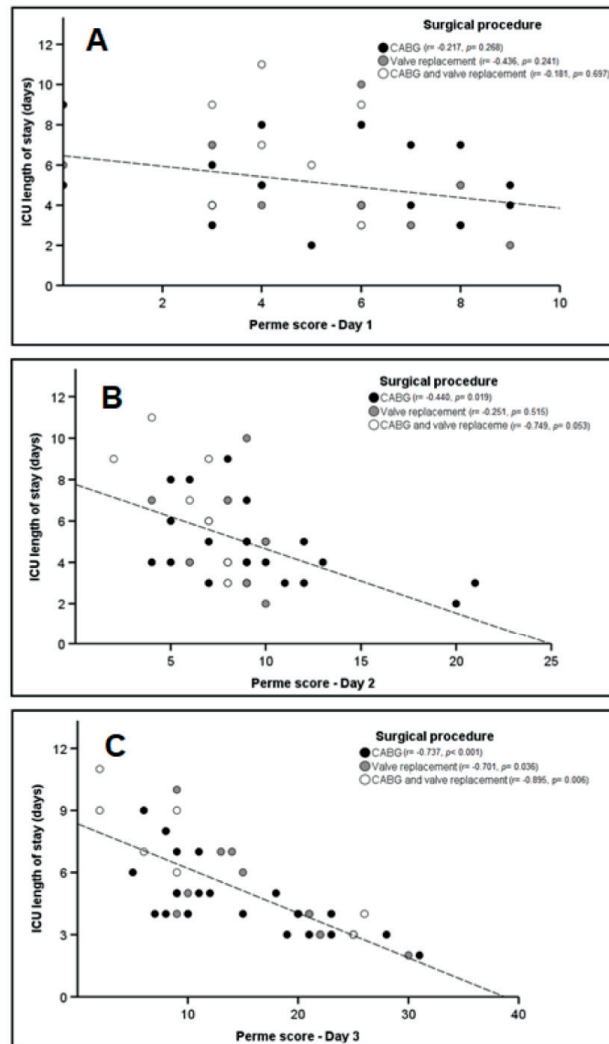 A
Surgical procedure
CABG (r= -0.217, p= 0.268)
Valve replacement (r= -0.436, p= 0.241)
CABG and valve replacement (r= -0.181, p= 0.697)
ICU length of stay (days)
12
10
8
6
4
2
0
2
4
6
8
10
Perme score - Day 1
B
Surgical procedure
CABG (r= -0.440, p= 0.019)
Valve replacement (r= -0.251, p= 0.515)
CABG and valve replaceme (r= -0.749, p= 0.053)
ICU length of stay (days)
12
10
8
6
4
2
0
5
10
15
20
25
Perme score - Day 2
C
Surgical procedure
CABG (r= -0.737, p< 0.001)
Valve replacement (r= -0.701, p= 0.036)
CABG and valve replacement (r= -0.895, p= 0.006)
ICU length of stay (days)
12
9
6
3
0
10
20
30
40
Perme score - Day 3